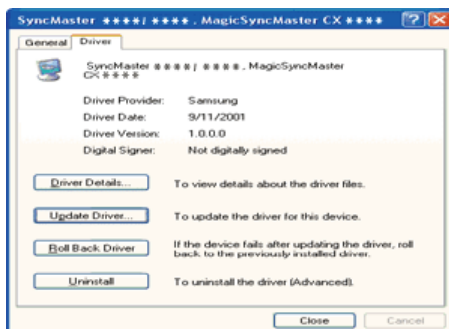 SyncMaster ****/ **** , MagicSyncMaster CX ****
General Driver
SyncMaster ****/ **** , MagicSyncMaster
CX ****
Driver Provider: Samsung
Driver Date: 9/11/2001
Driver Version: 1.0.0.0
Digital Signer: Not digitally signed
Driver Details... To view details about the driver files.
Update Driver... To update the driver for this device.
Roll Back Driver If the device fails after updating the driver, roll
back to the previously installed driver.
Uninstall To uninstall the driver (Advanced).
Close Cancel